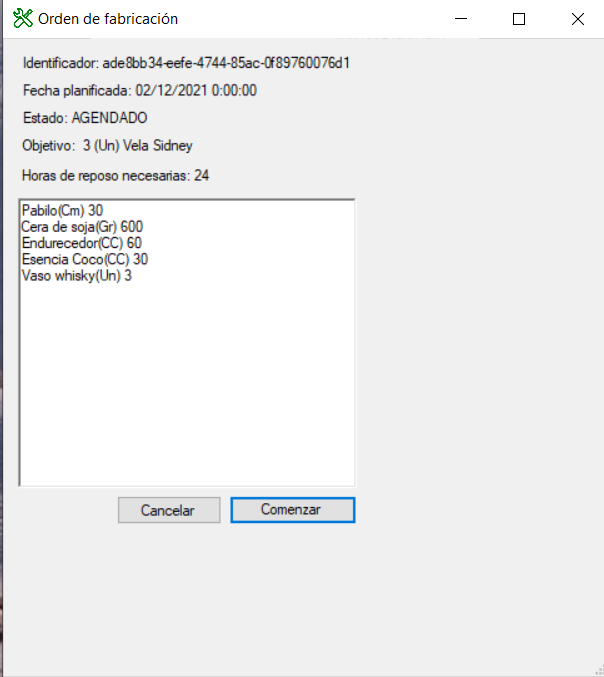 Orden de fabricación
Identificador: ade8bb34-eefe-4744-85ac-0f89760076d1
Fecha planificada: 02/12/2021 0:00:00
Estado: AGENDADO
Objetivo:  3 (Un) Vela Sidney
Horas de reposo necesarias: 24
Pabilo(Cm) 30
Cera de soja(Gr) 600
Endurecedor(CC) 60
Esencia Coco(CC) 30
Vaso whisky(Un) 3
Cancelar Comenzar